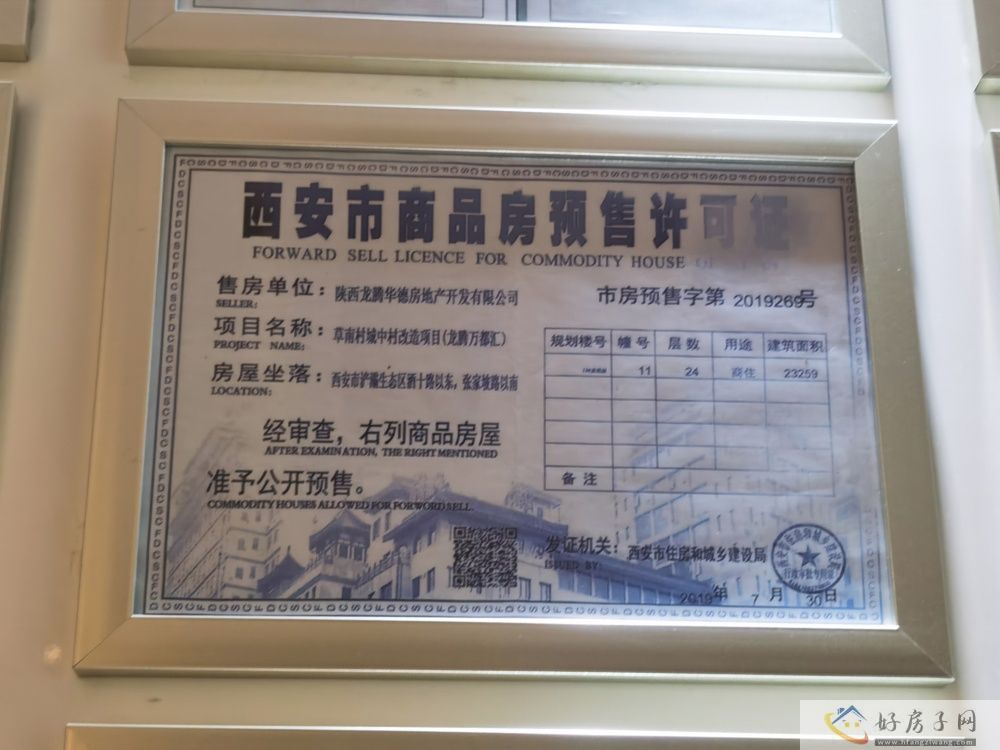 西安市商品房预售许可证
FORWARD SELL LICENCE FOR COMMODITY HOUSE
售房单位：陕西龙腾华德房地产开发有限公司
SELLER:
市房预售字第 2019269号
项目名称：草南村城中村改造项目(龙腾万都汇)
PROJECT NAME:
房屋坐落：西安市浐灞生态区酒十路以东，张家坡路以南
LOCATION:
规划楼号 幢号 层数 用途 建筑面积
11 24 商住 23259
备注
经审查，右列商品房屋
AFTER EXAMINATION, THE RIGHT MENTIONED
准予公开预售。
COMMODITY HOUSES ALLOWED FOR FORWORD SELL.
发证机关：西安市住房和城乡建设局
ISSUED BY:
2019年 7月 30日
好房子网
www.hfangziwang.com